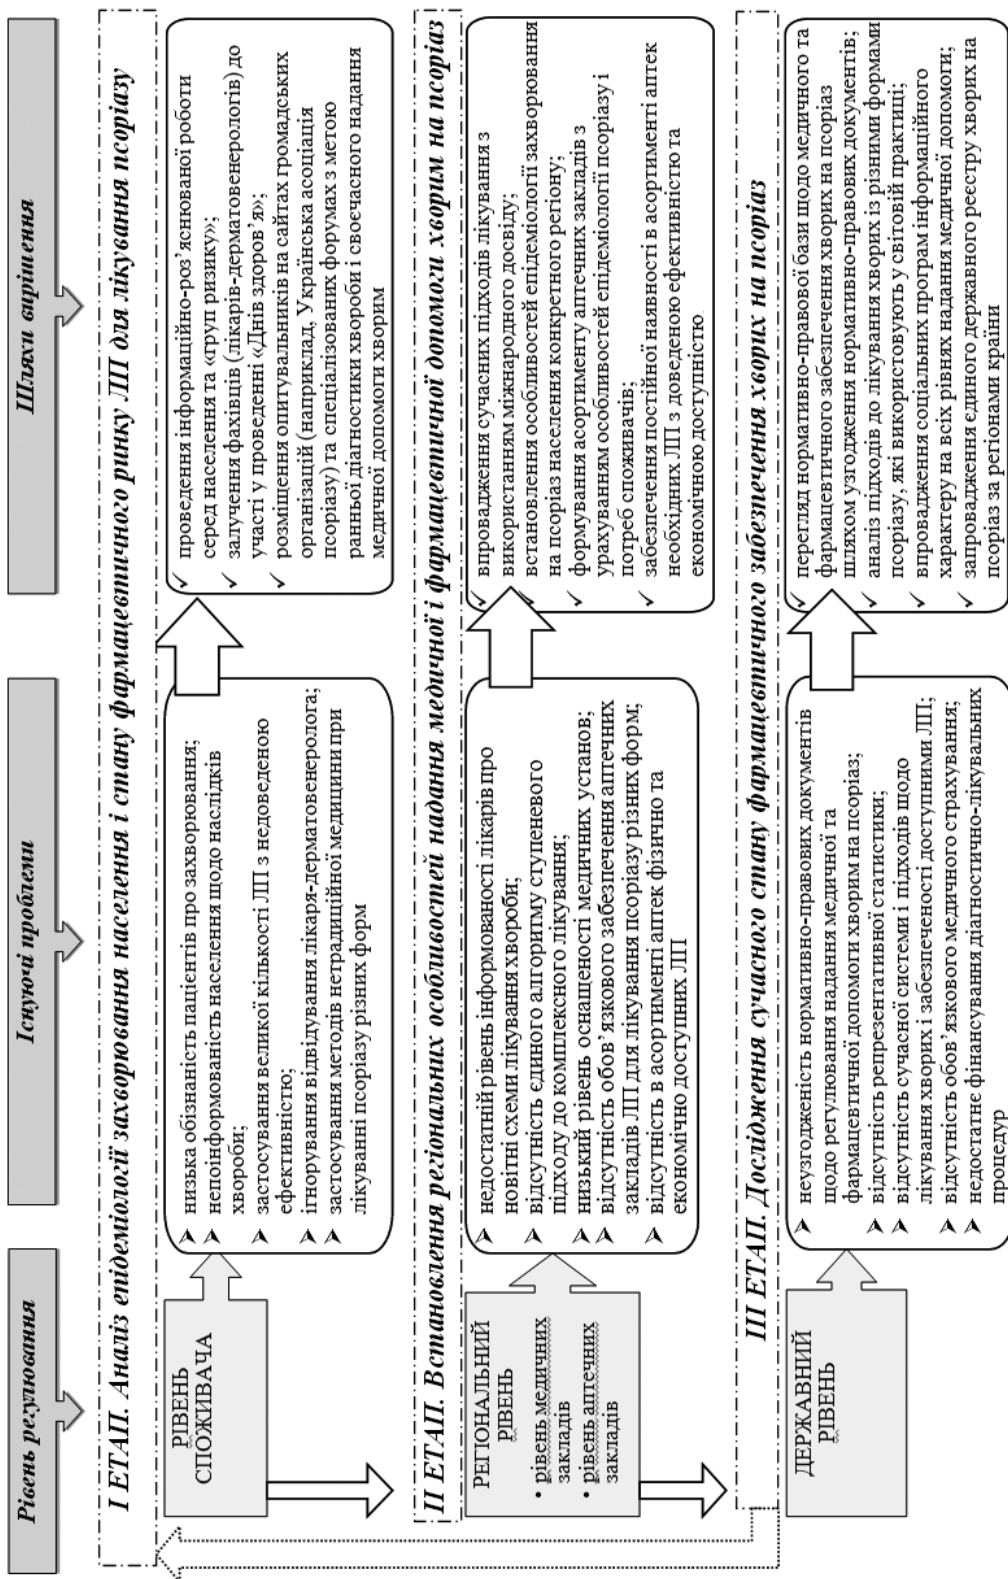 Рівень регулювання
Існуючі проблеми
Шляхи вирішення
I ЕТАП. Аналіз епідеміології захворювання населення і стану фармацевтичного ринку ЛП для лікування псоріазу
РІВЕНЬ
СПОЖИВАЧА
низька обізнаність пацієнтів про захворювання;
непоінформованість населення щодо наслідків
хвороби;
застосування великої кількості ЛП з недоведеною
ефективністю;
ігнорування відвідування лікаря-дерматовенеролога;
застосування методів нетрадиційної медицини при
лікуванні псоріазу різних форм
проведення інформаційно-роз'яснюваної роботи
серед населення та «груп ризику»;
залучення фахівців (лікарів-дерматовенерологів) до
участі у проведенні «Днів здоров'я»;
розміщення опитувальників на сайтах громадських
організацій (наприклад, Українська асоціація
псоріазу) та спеціалізованих форумах з метою
ранньої діагностики хвороби і своєчасного надання
медичної допомоги хворим
II ЕТАП. Встановлення регіональних особливостей надання медичної і фармацевтичної допомоги хворим на псоріаз
РЕГІОНАЛЬНИЙ
РІВЕНЬ
• рівень медичних
закладів
• рівень аптечних
закладів
недостатній рівень інформованості лікарів про
новітні схеми лікування хвороби;
відсутність єдиного алгоритму ступеневого
підходу до комплексного лікування;
низький рівень оснащеності медичних установ;
відсутність обов'язкового забезпечення аптечних
закладів ЛП для лікування псоріазу різних форм;
відсутність в асортименті аптек фізично та
економічно доступних ЛП
впровадження сучасних підходів лікування з
використанням міжнародного досвіду;
встановлення особливостей епідеміології захворювання
на псоріаз населення конкретного регіону;
формування асортименту аптечних закладів з
урахуванням особливостей епідеміології псоріазу і
потреб споживачів;
забезпечення постійної наявності в асортименті аптек
необхідних ЛП з доведеною ефективністю та
економічною доступністю
III ЕТАП. Дослідження сучасного стану фармацевтичного забезпечення хворих на псоріаз
ДЕРЖАВНИЙ
РІВЕНЬ
неузгодженість нормативно-правових документів
щодо регулювання надання медичної та
фармацевтичної допомоги хворим на псоріаз;
відсутність репрезентативної статистики;
відсутність сучасної системи і підходів щодо
лікування хворих і забезпеченості доступними ЛП;
відсутність обов'язкового медичного страхування;
недостатнє фінансування діагностично-лікувальних
процедур
перегляд нормативно-правової бази щодо медичного та
фармацевтичного забезпечення хворих на псоріаз
шляхом узгодження нормативно-правових документів;
аналіз підходів до лікування хворих із різними формами
псоріазу, які використовують у світовій практиці;
впровадження соціальних програм інформаційного
характеру на всіх рівнях надання медичної допомоги;
запровадження єдиного державного реєстру хворих на
псоріаз за регіонами країни